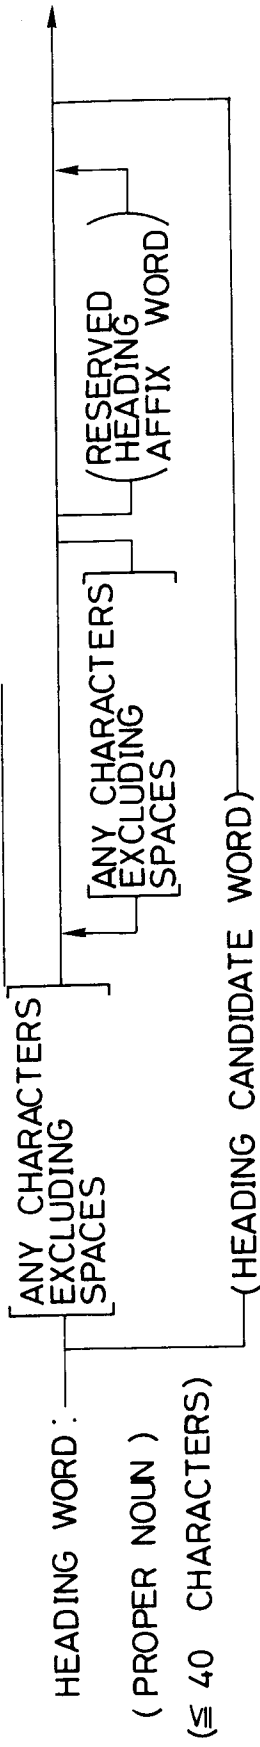 HEADING WORD:
(PROPER NOUN)
(≦ 40 CHARACTERS)
[ANY CHARACTERS
EXCLUDING
SPACES]
[ANY CHARACTERS
EXCLUDING
SPACES]
(RESERVED
HEADING
AFFIX WORD)
(HEADING CANDIDATE WORD)